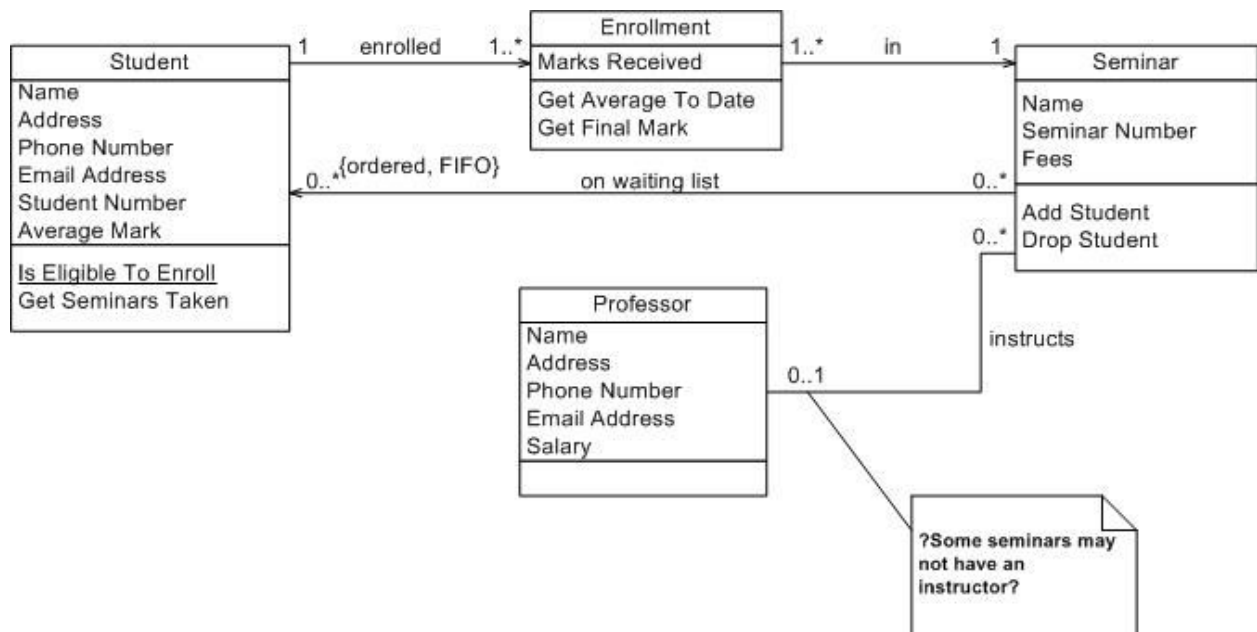 Student
Name
Address
Phone Number
Email Address
Student Number
Average Mark
Is Eligible To Enroll
Get Seminars Taken
1 enrolled 1..*
Enrollment
Marks Received
Get Average To Date
Get Final Mark
1..* in 1
Seminar
Name
Seminar Number
Fees
Add Student
Drop Student
{ordered, FIFO}
0..* on waiting list 0..*
0..*
instructs
0..1
Professor
Name
Address
Phone Number
Email Address
Salary
?Some seminars may
not have an
instructor?